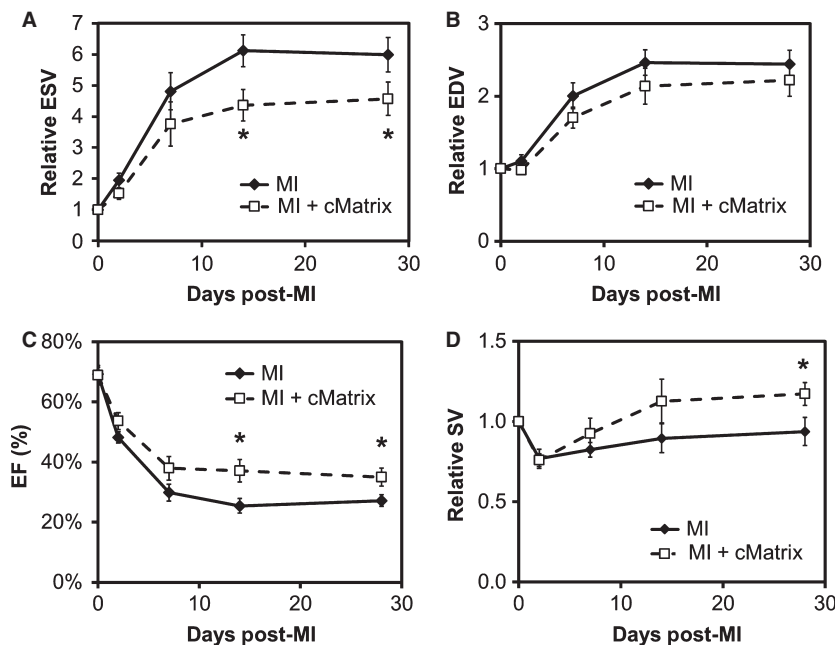 A
Relative ESV
7
6
5
4
3
2
1
0
*
*
MI
MI + cMatrix
0
10
20
30
Days post-MI
B
Relative EDV
3
2
1
0
MI
MI + cMatrix
0
10
20
30
Days post-MI
C
EF (%)
80%
60%
40%
20%
0%
MI
MI + cMatrix
*
*
0
10
20
30
Days post-MI
D
Relative SV
1.5
1.0
0.5
0.0
*
MI
MI + cMatrix
0
10
20
30
Days post-MI